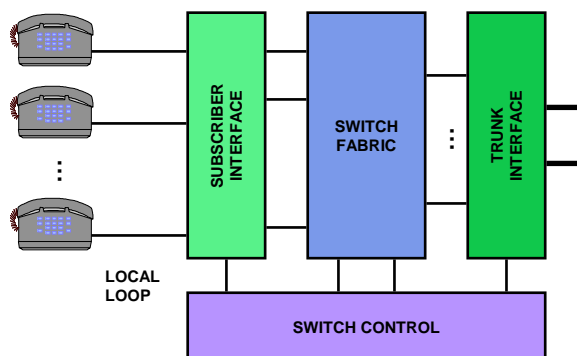 SUBSCRIBER
INTERFACE
SWITCH
FABRIC
...
TRUNK
INTERFACE
...
LOCAL
LOOP
SWITCH CONTROL